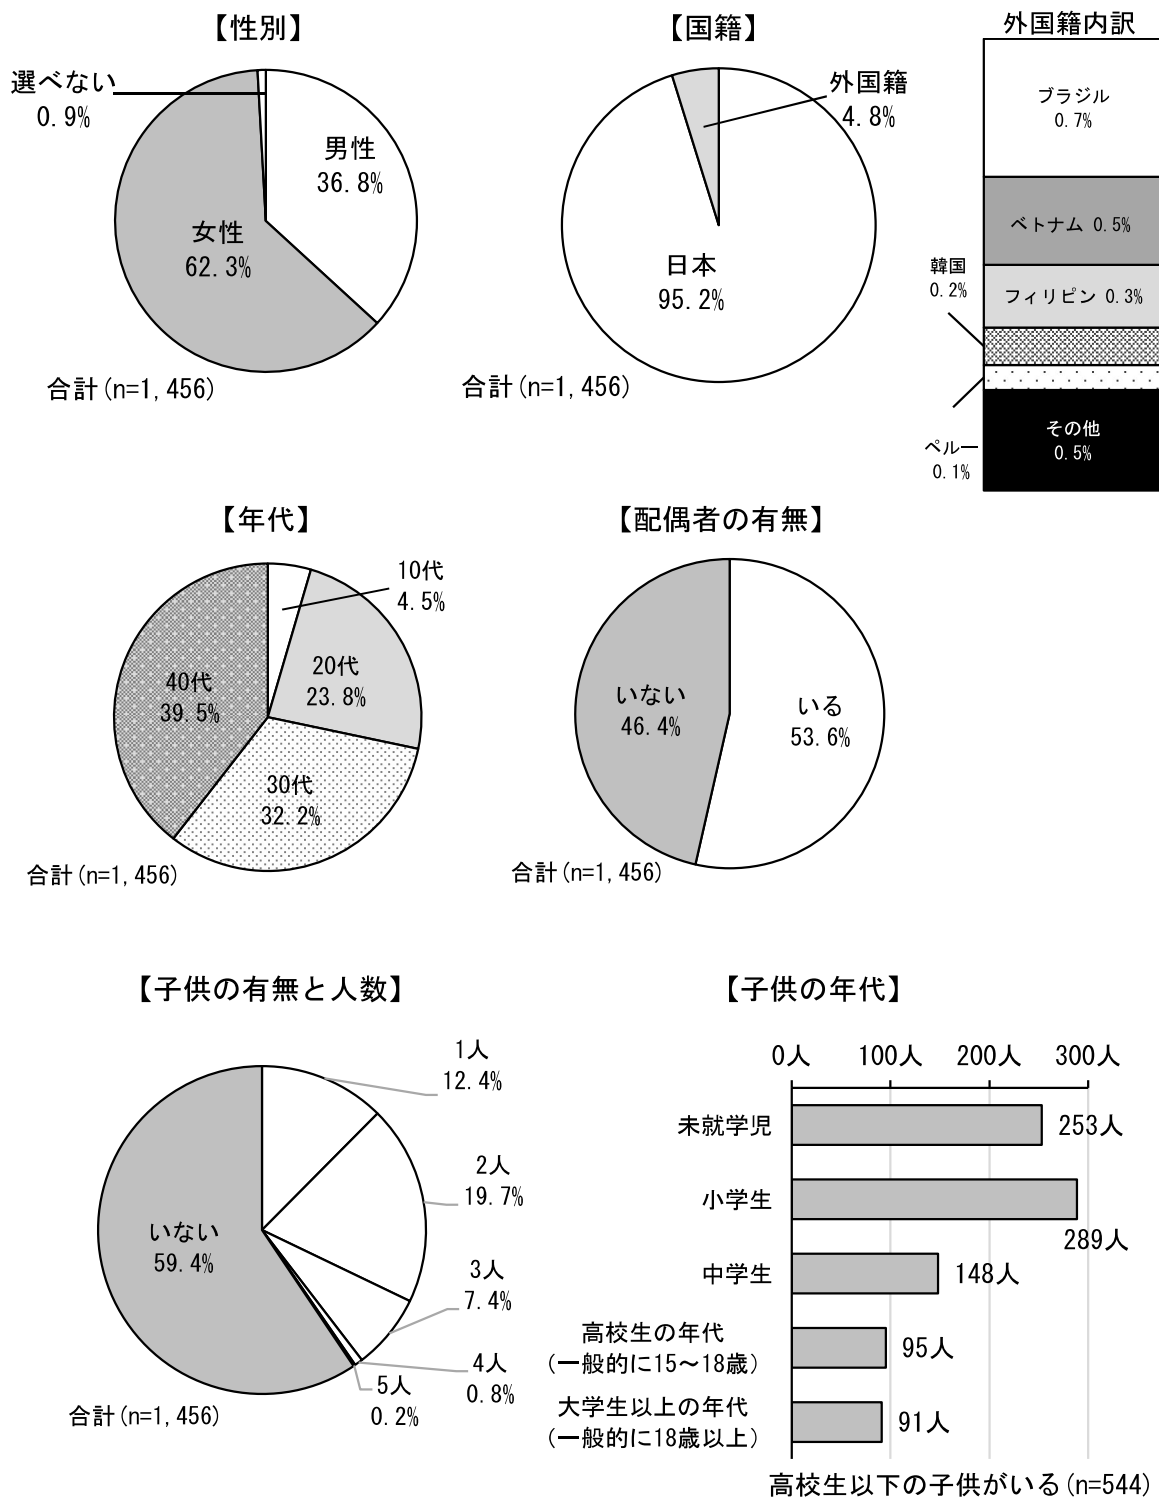 【性別】
選べない
0.9%
男性
36.8%
女性
62.3%
合計(n=1,456)
【国籍】
外国籍
4.8%
日本
95.2%
合計(n=1,456)
外国籍内訳
ブラジル
0.7%
ベトナム 0.5%
フィリピン 0.3%
韓国
0.2%
ペルー
0.1%
その他
0.5%
【年代】
10代
4.5%
20代
23.8%
30代
32.2%
40代
39.5%
合計(n=1,456)
【配偶者の有無】
いる
53.6%
いない
46.4%
合計(n=1,456)
【子供の有無と人数】
1人
12.4%
2人
19.7%
3人
7.4%
4人
0.8%
5人
0.2%
いない
59.4%
合計(n=1,456)
【子供の年代】
0人 100人 200人 300人
未就学児 253人
小学生 289人
中学生 148人
高校生の年代
(一般的に15～18歳) 95人
大学生以上の年代
(一般的に18歳以上) 91人
高校生以下の子供がいる(n=544)